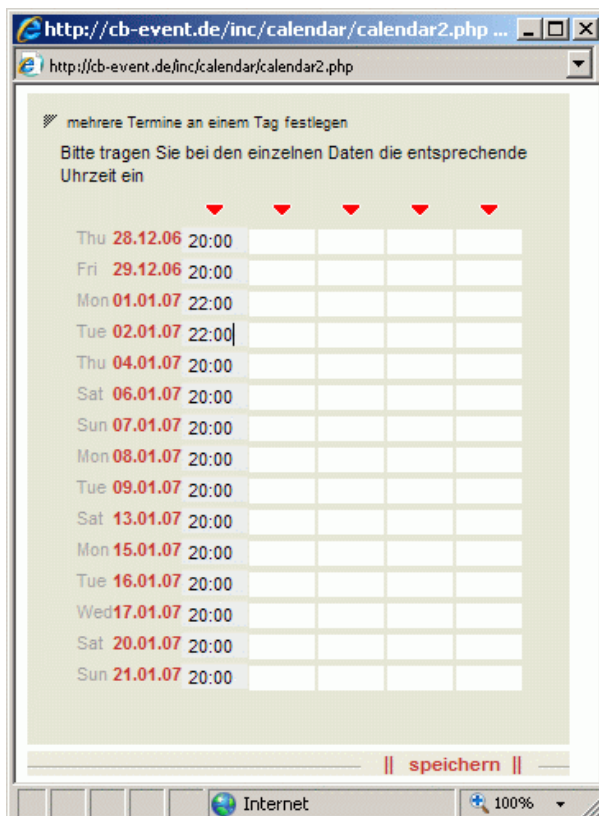 http://cb-event.de/inc/calendar/calendar2.php ...
http://cb-event.de/inc/calendar/calendar2.php
mehrere Termine an einem Tag festlegen
Bitte tragen Sie bei den einzelnen Daten die entsprechende
Uhrzeit ein
Thu 28.12.06 20:00
Fri 29.12.06 20:00
Mon 01.01.07 22:00
Tue 02.01.07 22:00
Thu 04.01.07 20:00
Sat 06.01.07 20:00
Sun 07.01.07 20:00
Mon 08.01.07 20:00
Tue 09.01.07 20:00
Sat 13.01.07 20:00
Mon 15.01.07 20:00
Tue 16.01.07 20:00
Wed 17.01.07 20:00
Sat 20.01.07 20:00
Sun 21.01.07 20:00
|| speichern ||
Internet 100%